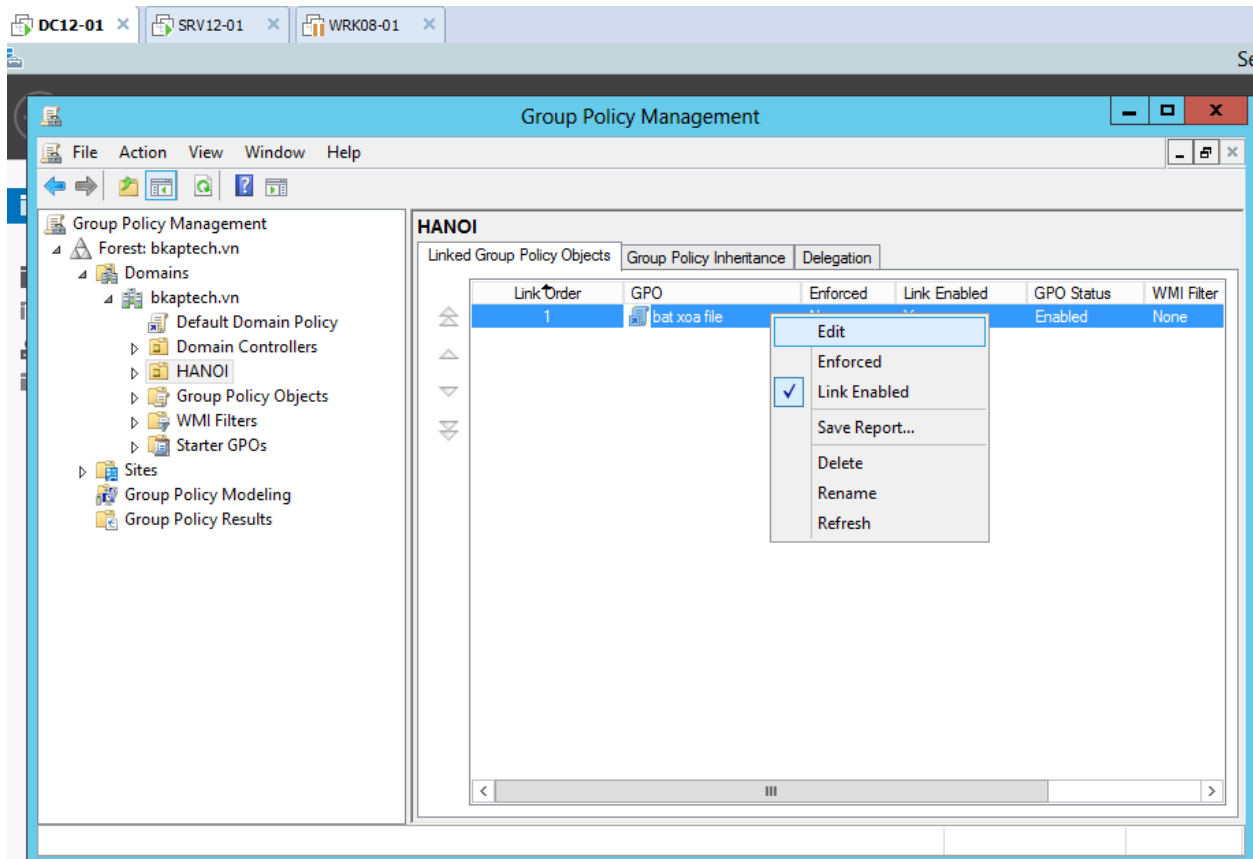 DC12-01 × SRV12-01 × WRK08-01 ×
Se
Group Policy Management
File Action View Window Help
Group Policy Management
Forest: bkaptech.vn
Domains
bkaptech.vn
Default Domain Policy
Domain Controllers
HANOI
Group Policy Objects
WMI Filters
Starter GPOs
Sites
Group Policy Modeling
Group Policy Results
HANOI
Linked Group Policy Objects Group Policy Inheritance Delegation
Link Order GPO Enforced Link Enabled GPO Status WMI Filter
1 bat xoa file Enabled None
Edit
Enforced
Link Enabled
Save Report...
Delete
Rename
Refresh